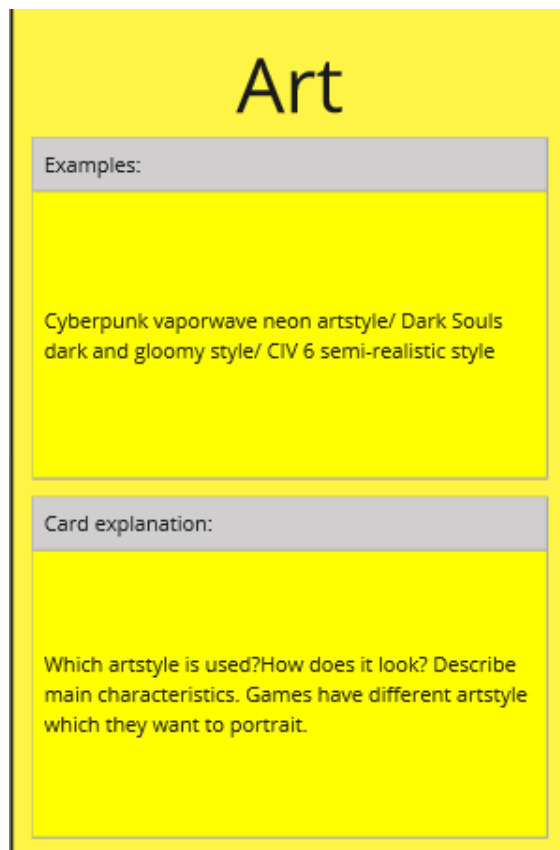 Art
Examples:
Cyberpunk vaporwave neon artstyle/ Dark Souls
dark and gloomy style/ CIV 6 semi-realistic style
Card explanation:
Which artstyle is used?How does it look? Describe
main characteristics. Games have different artstyle
which they want to portrait.